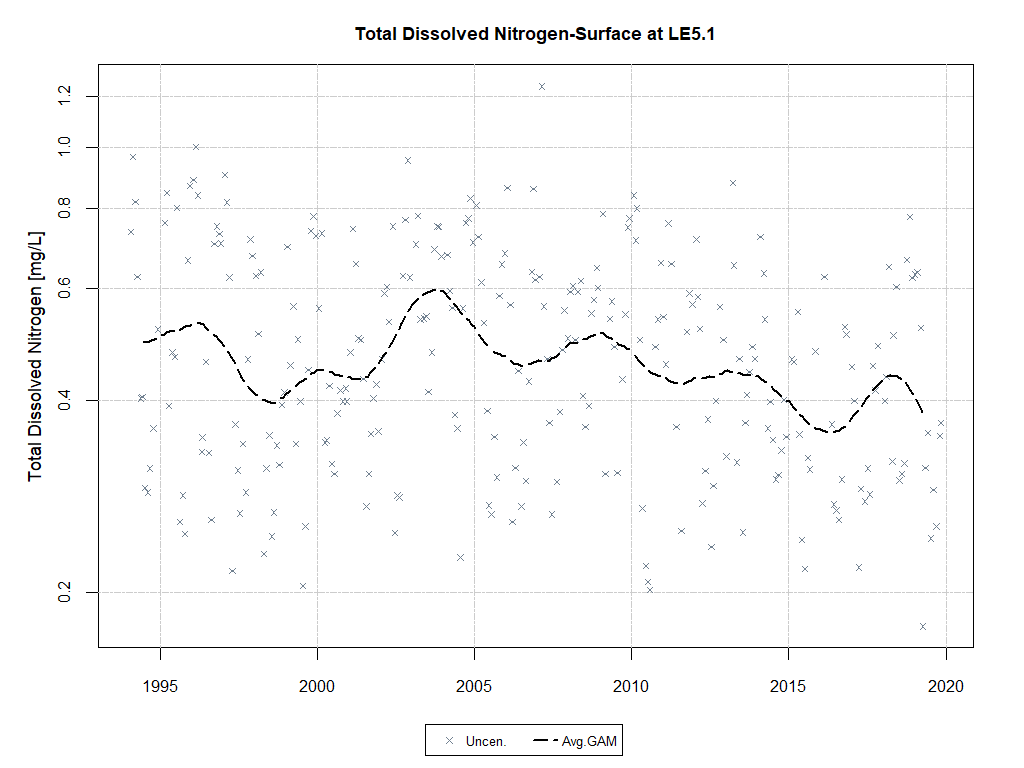 Total Dissolved Nitrogen-Surface at LE5.1
Total Dissolved Nitrogen [mg/L]
1.2
1.0
0.8
0.6
0.4
0.2
1995 2000 2005 2010 2015 2020
Uncen. Avg.GAM